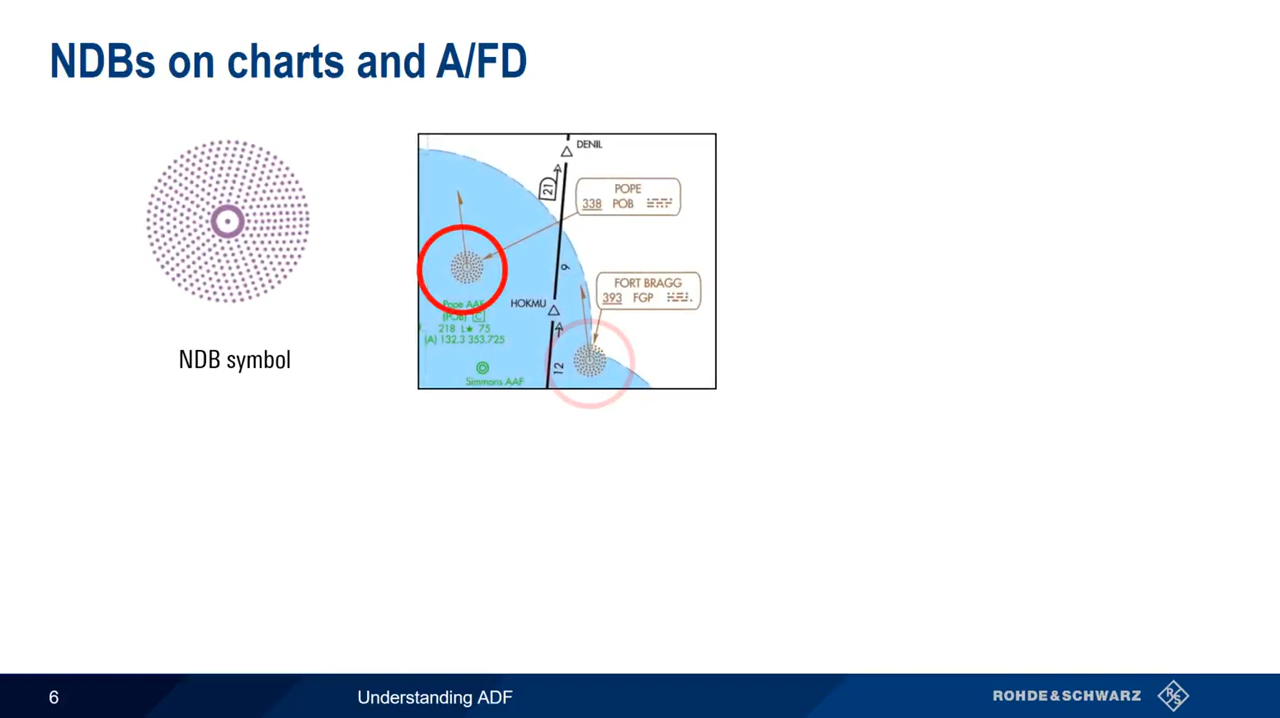 NDBs on charts and A/FD
NDB symbol
DENIL
21
POPE
338 POB
9
FORT BRAGG
393 FGP
HOKMU
Pope AAF
(POB) C
218 L★ 75
(A) 132.3 353.725
12
Simmons AAF
6
Understanding ADF
ROHDE&SCHWARZ
RS